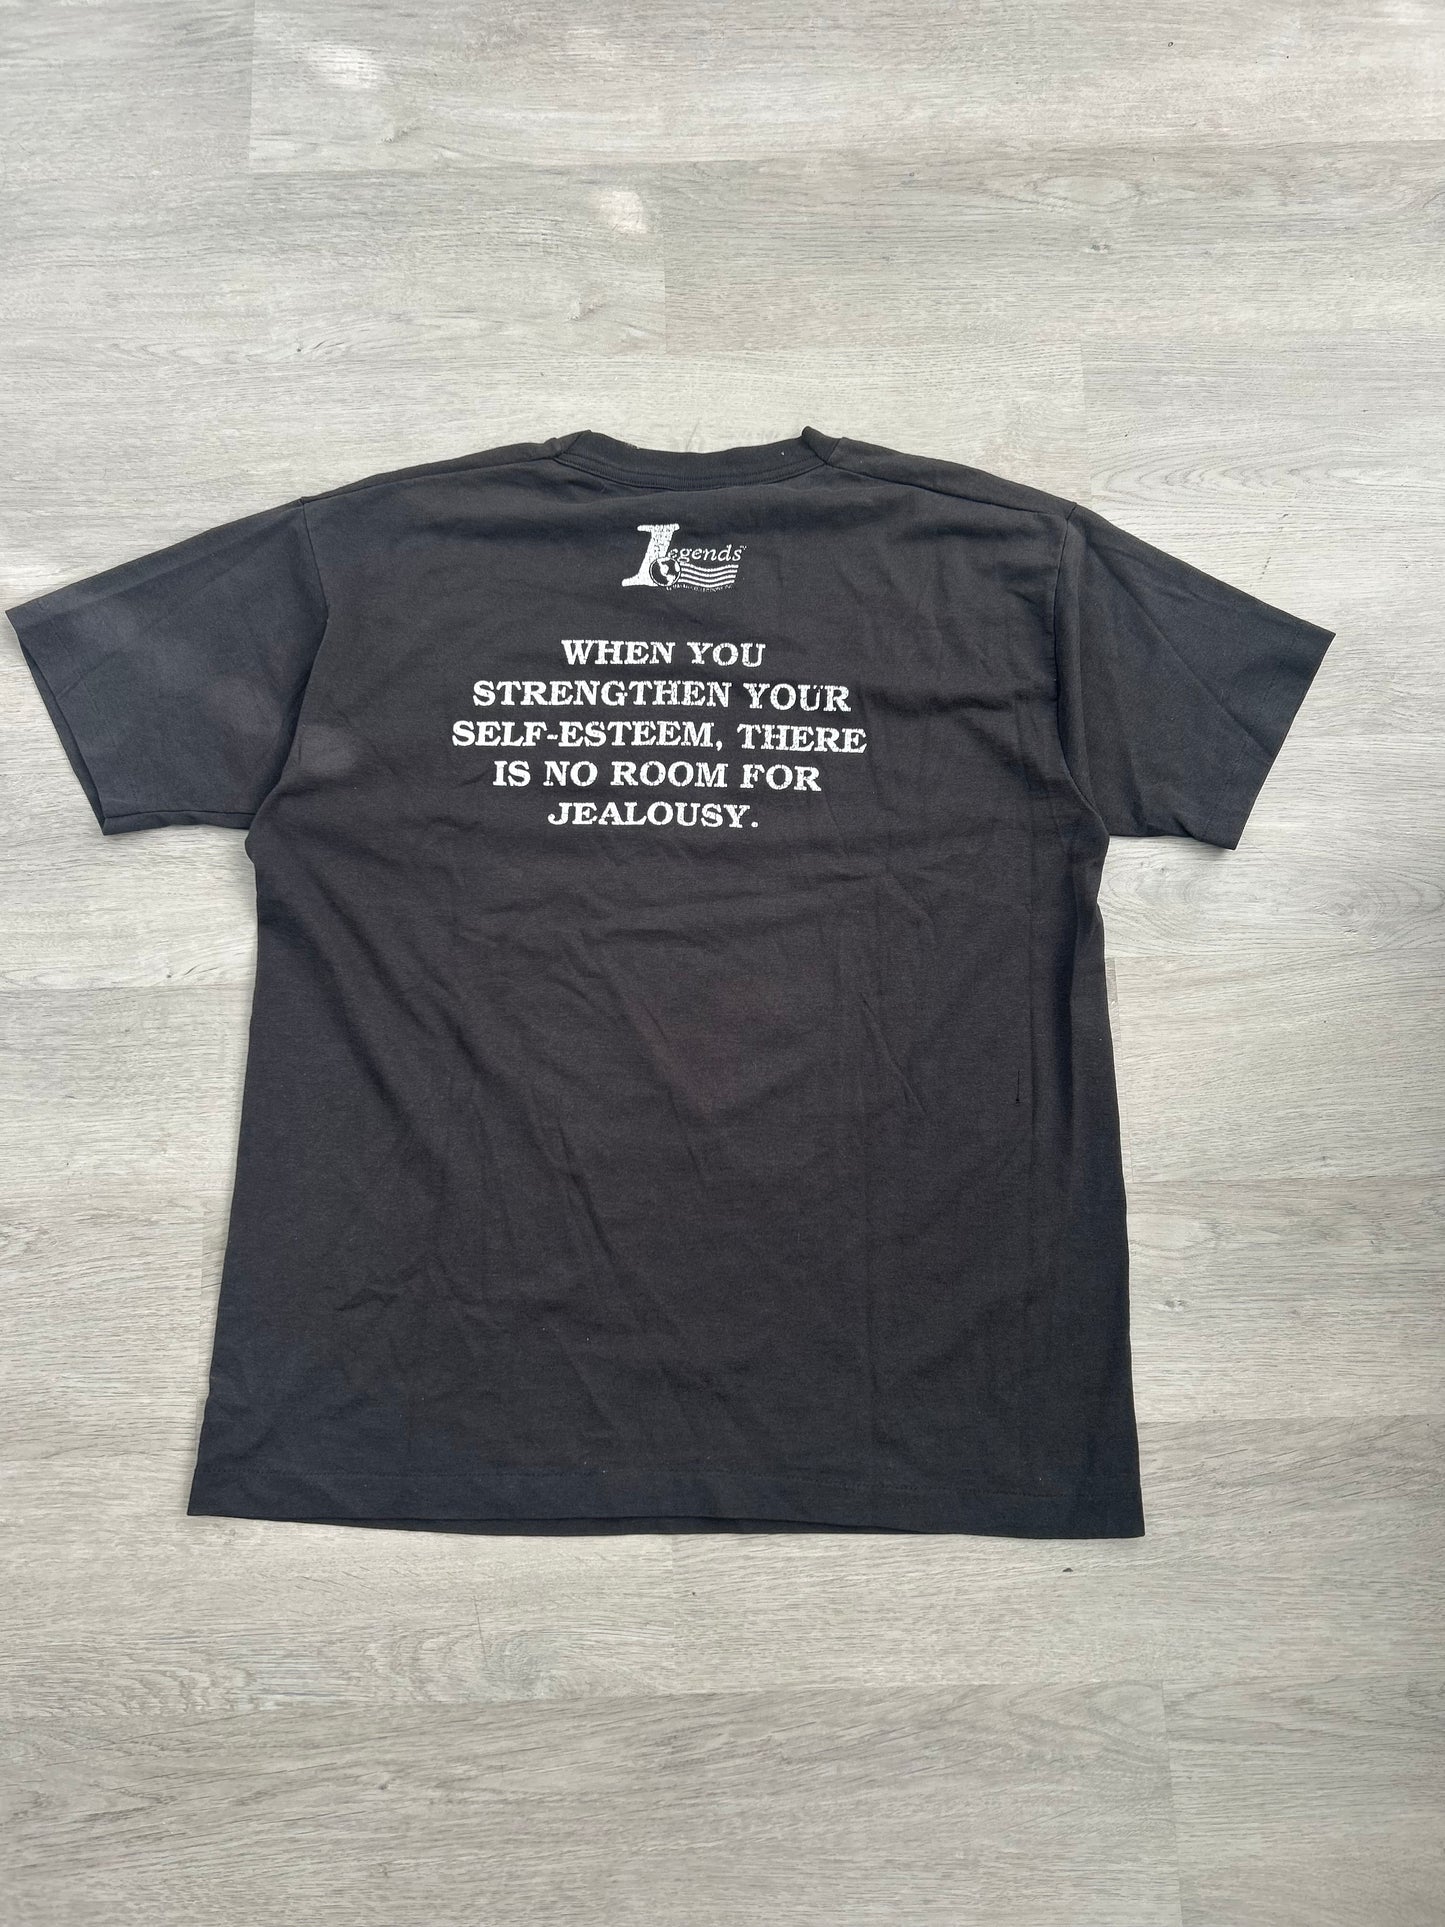 Legends
WHEN YOU
STRENGTHEN YOUR
SELF-ESTEEM, THERE
IS NO ROOM FOR
JEALOUSY.